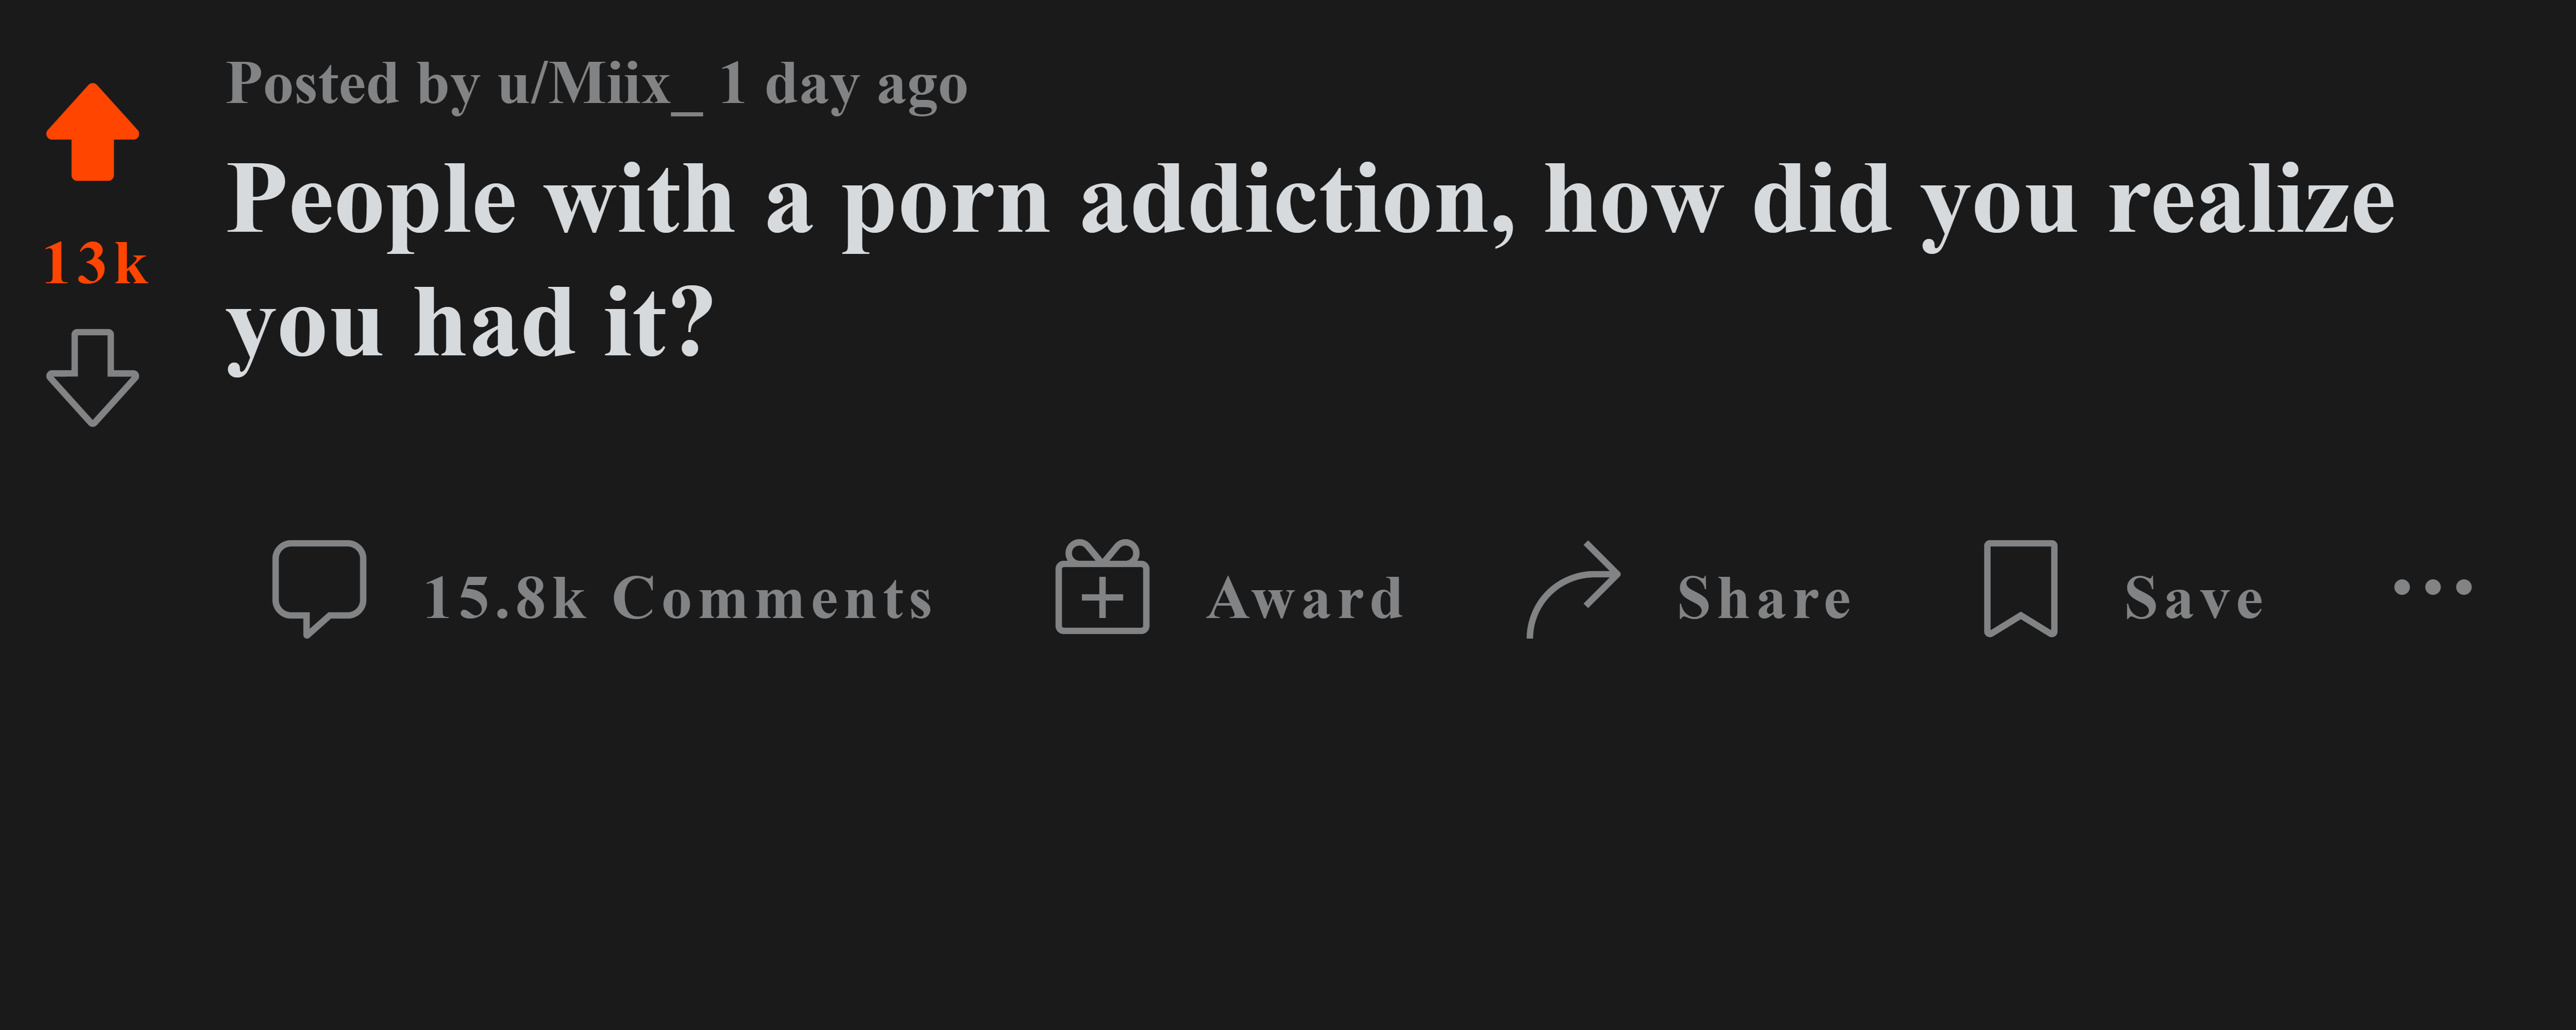 Posted by u/Miix_ 1 day ago
13k
People with a porn addiction, how did you realize
you had it?
15.8k Comments Award Share Save